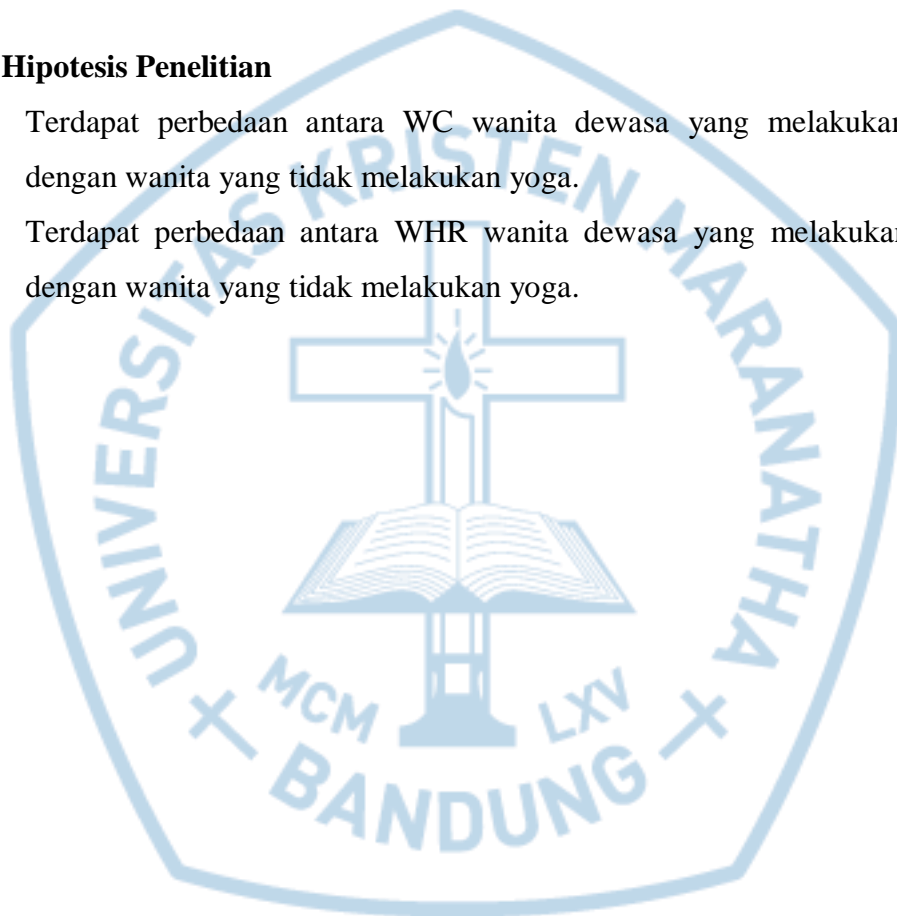 Hipotesis Penelitian
Terdapat perbedaan antara WC wanita dewasa yang melakukan
dengan wanita yang tidak melakukan yoga.
Terdapat perbedaan antara WHR wanita dewasa yang melakukan
dengan wanita yang tidak melakukan yoga.
UNIVERSITAS KRISTEN MARANATHA
MCM LXV
BANDUNG